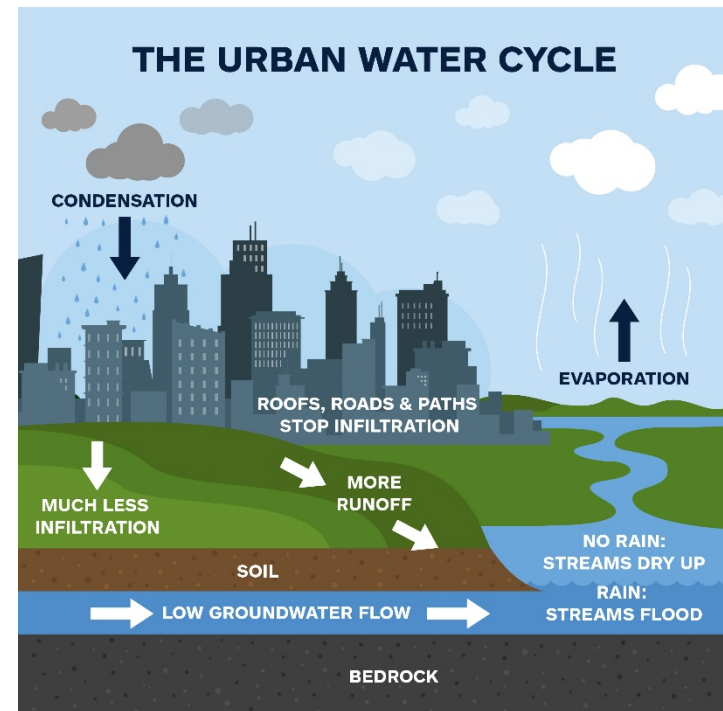 THE URBAN WATER CYCLE
CONDENSATION
EVAPORATION
ROOFS, ROADS & PATHS
STOP INFILTRATION
MUCH LESS
INFILTRATION
MORE
RUNOFF
NO RAIN:
STREAMS DRY UP
RAIN:
STREAMS FLOOD
SOIL
LOW GROUNDWATER FLOW
BEDROCK